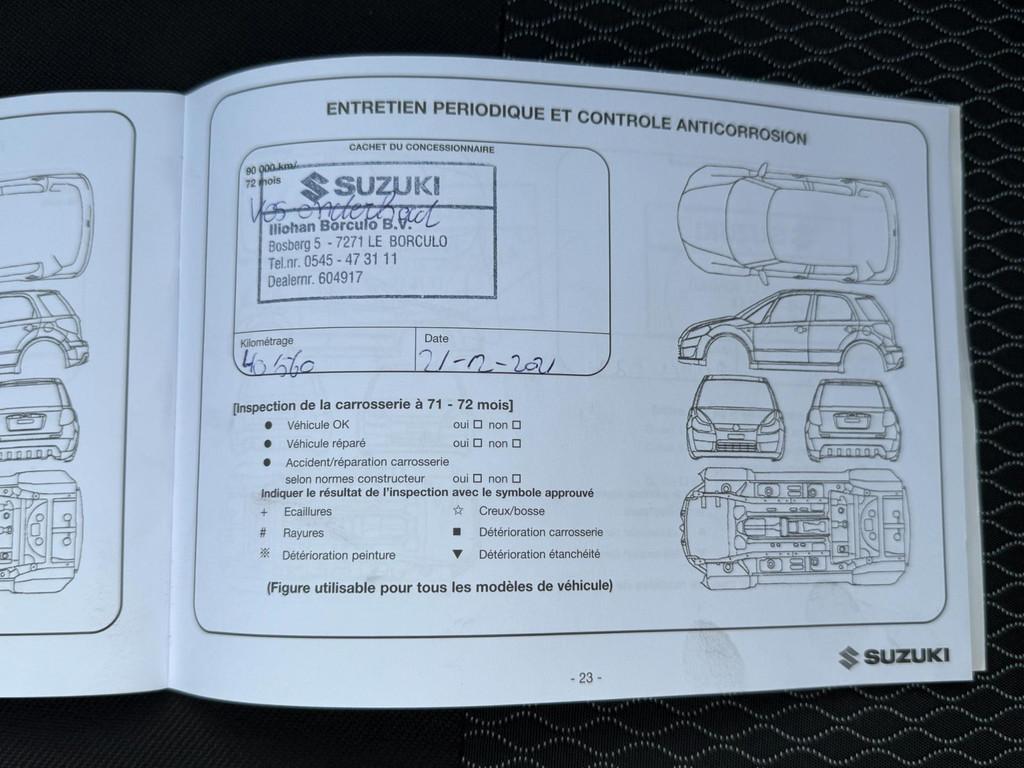 ENTRETIEN PERIODIQUE ET CONTROLE ANTICORROSION
CACHET DU CONCESSIONNAIRE
90 000 km/
72 mois
SUZUKI
Bosberg 5 - 7271 LE BORCULO
Tel.nr. 0545 - 47 31 11
Dealernr. 604917
Kilométrage
Date
40560
21-12-2021
[Inspection de la carrosserie à 71 - 72 mois]
● Véhicule OK oui □ non □
● Véhicule réparé oui □ non □
● Accident/réparation carrosserie
selon normes constructeur oui □ non □
Indiquer le résultat de l'inspection avec le symbole approuvé
+ Ecaillures ☆ Creux/bosse
# Rayures ■ Détérioration carrosserie
※ Détérioration peinture ▼ Détérioration étanchéité
(Figure utilisable pour tous les modèles de véhicule)
SUZUKI
- 23 -